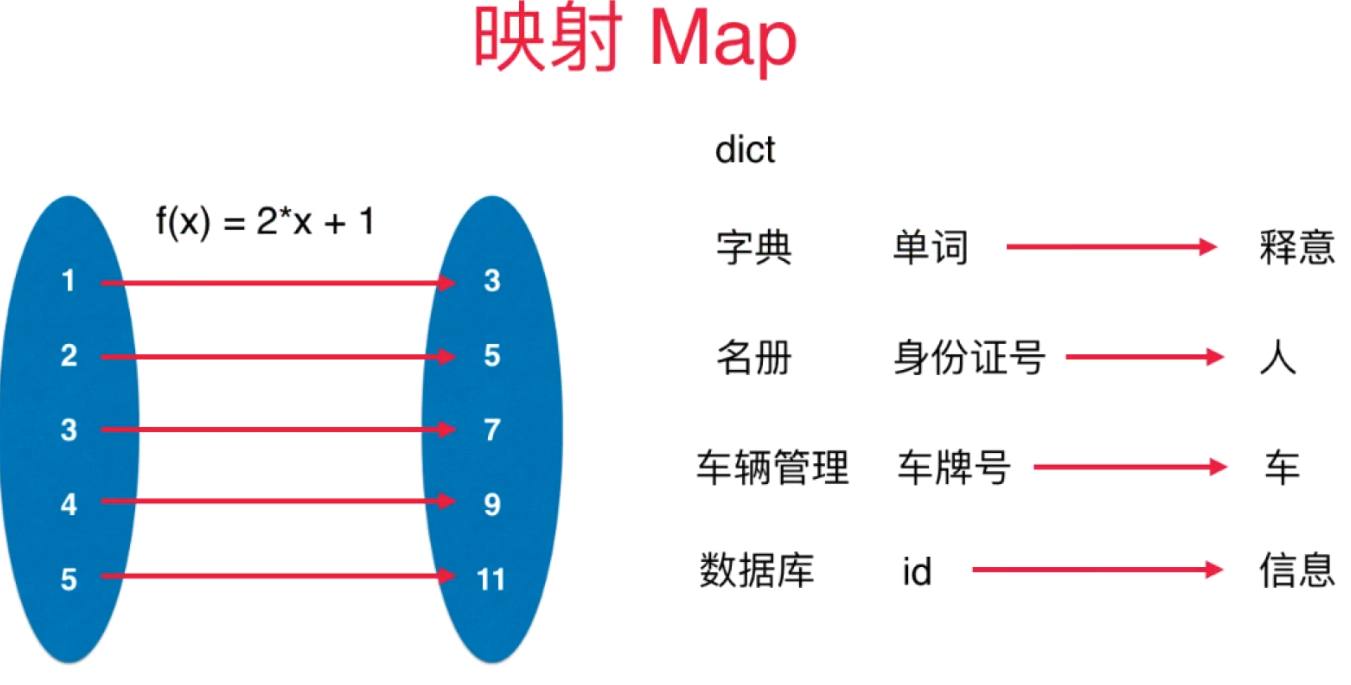 映射 Map
f(x) = 2*x + 1
1 3
2 5
3 7
4 9
5 11
dict
字典 单词 释意
名册 身份证号 人
车辆管理 车牌号 车
数据库 id 信息